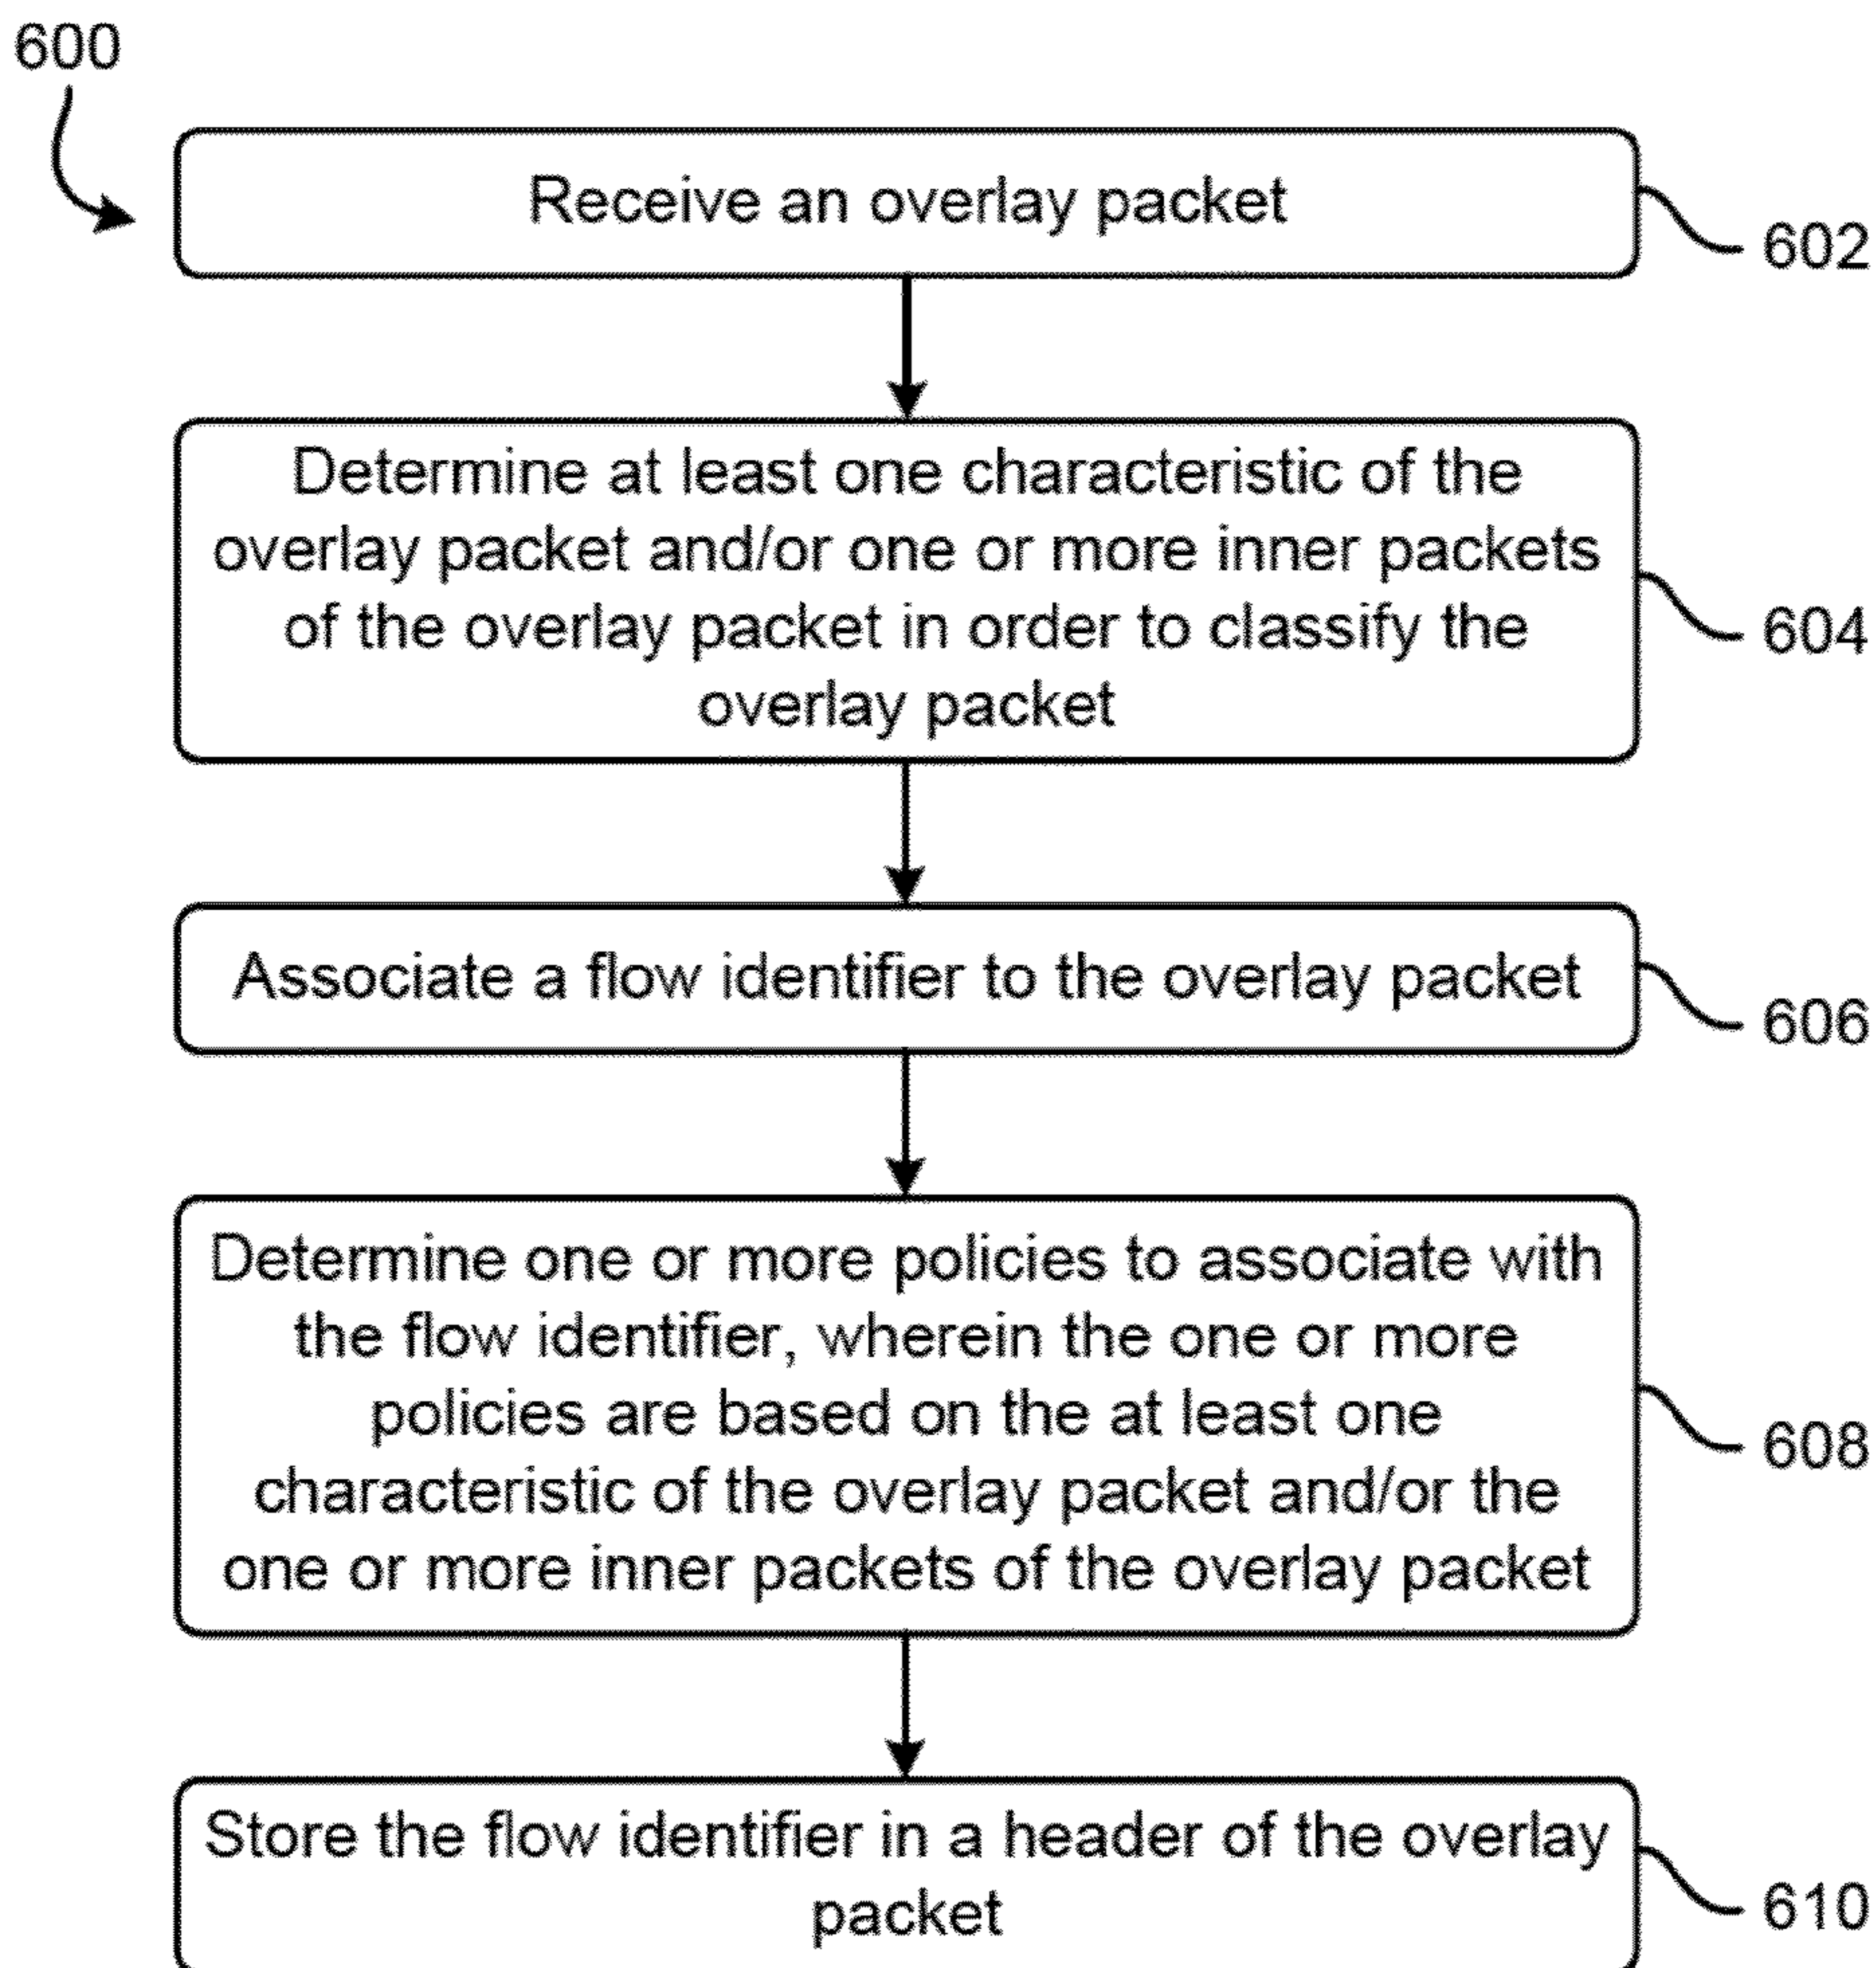 600
Receive an overlay packet
602
Determine at least one characteristic of the
overlay packet and/or one or more inner packets
of the overlay packet in order to classify the
overlay packet
604
Associate a flow identifier to the overlay packet
606
Determine one or more policies to associate with
the flow identifier, wherein the one or more
policies are based on the at least one
characteristic of the overlay packet and/or the
one or more inner packets of the overlay packet
608
Store the flow identifier in a header of the overlay
packet
610